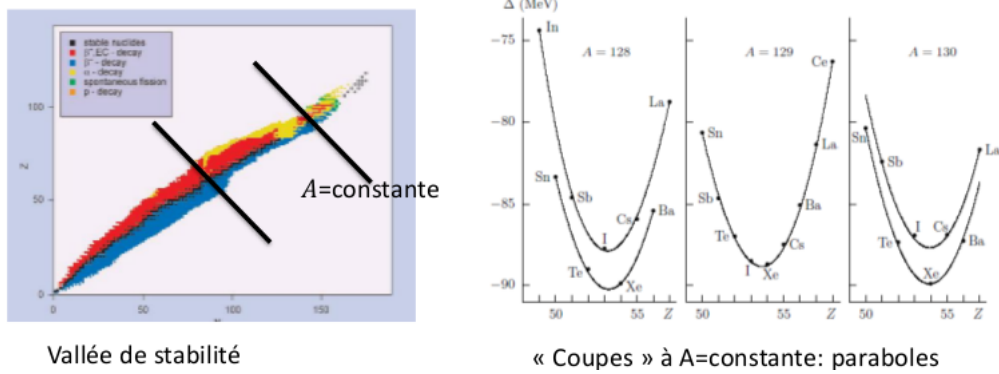 stable nuclides
β⁺,EC - decay
β⁻ - decay
α - decay
spontaneous fission
p - decay
100
50
0
Z
0
50
100
150
N
A=constante
Vallée de stabilité
Δ (MeV)
−75
−80
−85
−90
A = 128
In
Sn
Sb
Te
I
Xe
Cs
Ba
La
50
55
Z
A = 129
Sn
Sb
Te
I
Xe
Cs
Ba
La
Ce
50
55
Z
A = 130
Sn
Sb
Te
I
Xe
Cs
Ba
La
50
55
Z
« Coupes » à A=constante: paraboles